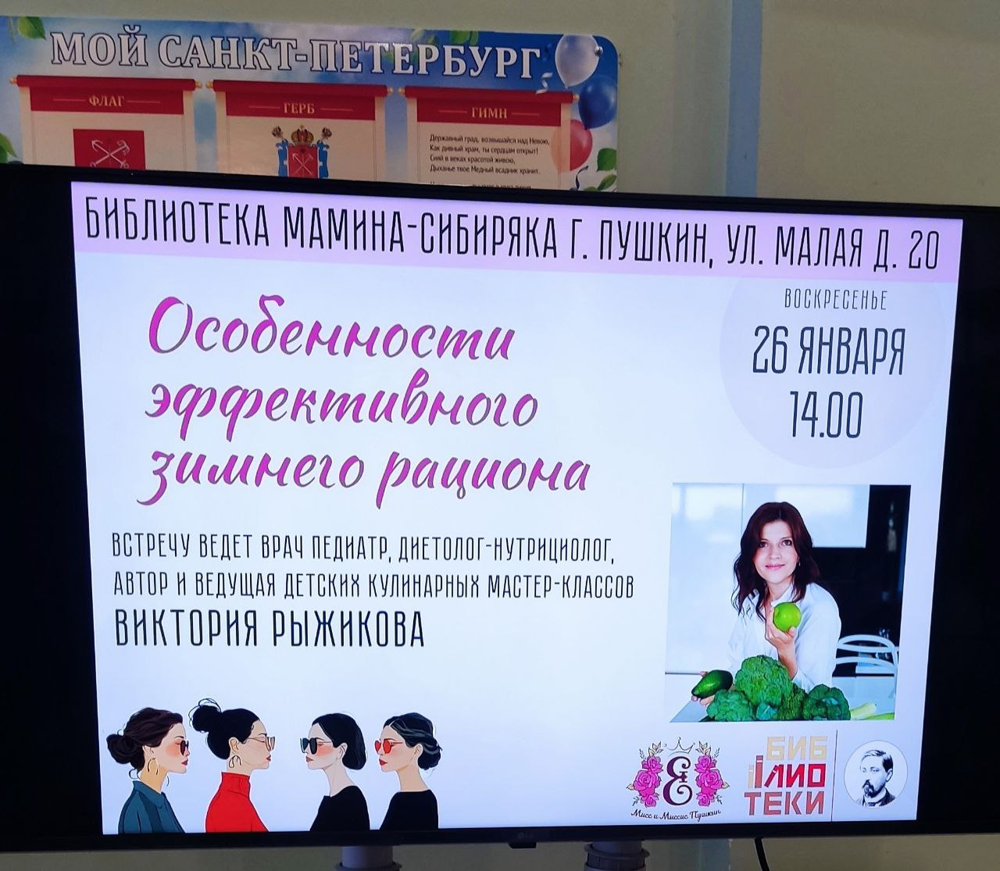 МОЙ САНКТ-ПЕТЕРБУРГ
ФЛАГ
ГЕРБ
ГИМН
Державный град, возвышайся над Невою,
Как дивный храм, ты сердцам открыт!
Сияй в веках красотой живою,
Дыханье твое Медный всадник хранит.
БИБЛИОТЕКА МАМИНА-СИБИРЯКА Г. ПУШКИН, УЛ. МАЛАЯ Д. 20
ВОСКРЕСЕНЬЕ
26 ЯНВАРЯ
14.00
Особенности
эффективного
зимнего рациона
ВСТРЕЧУ ВЕДЕТ ВРАЧ ПЕДИАТР, ДИЕТОЛОГ-НУТРИЦИОЛОГ,
АВТОР И ВЕДУЩАЯ ДЕТСКИХ КУЛИНАРНЫХ МАСТЕР-КЛАССОВ
ВИКТОРИЯ РЫЖИКОВА
Мисс и Миссис Пушкин
БИБ
ЛИО
ТЕКИ
LG